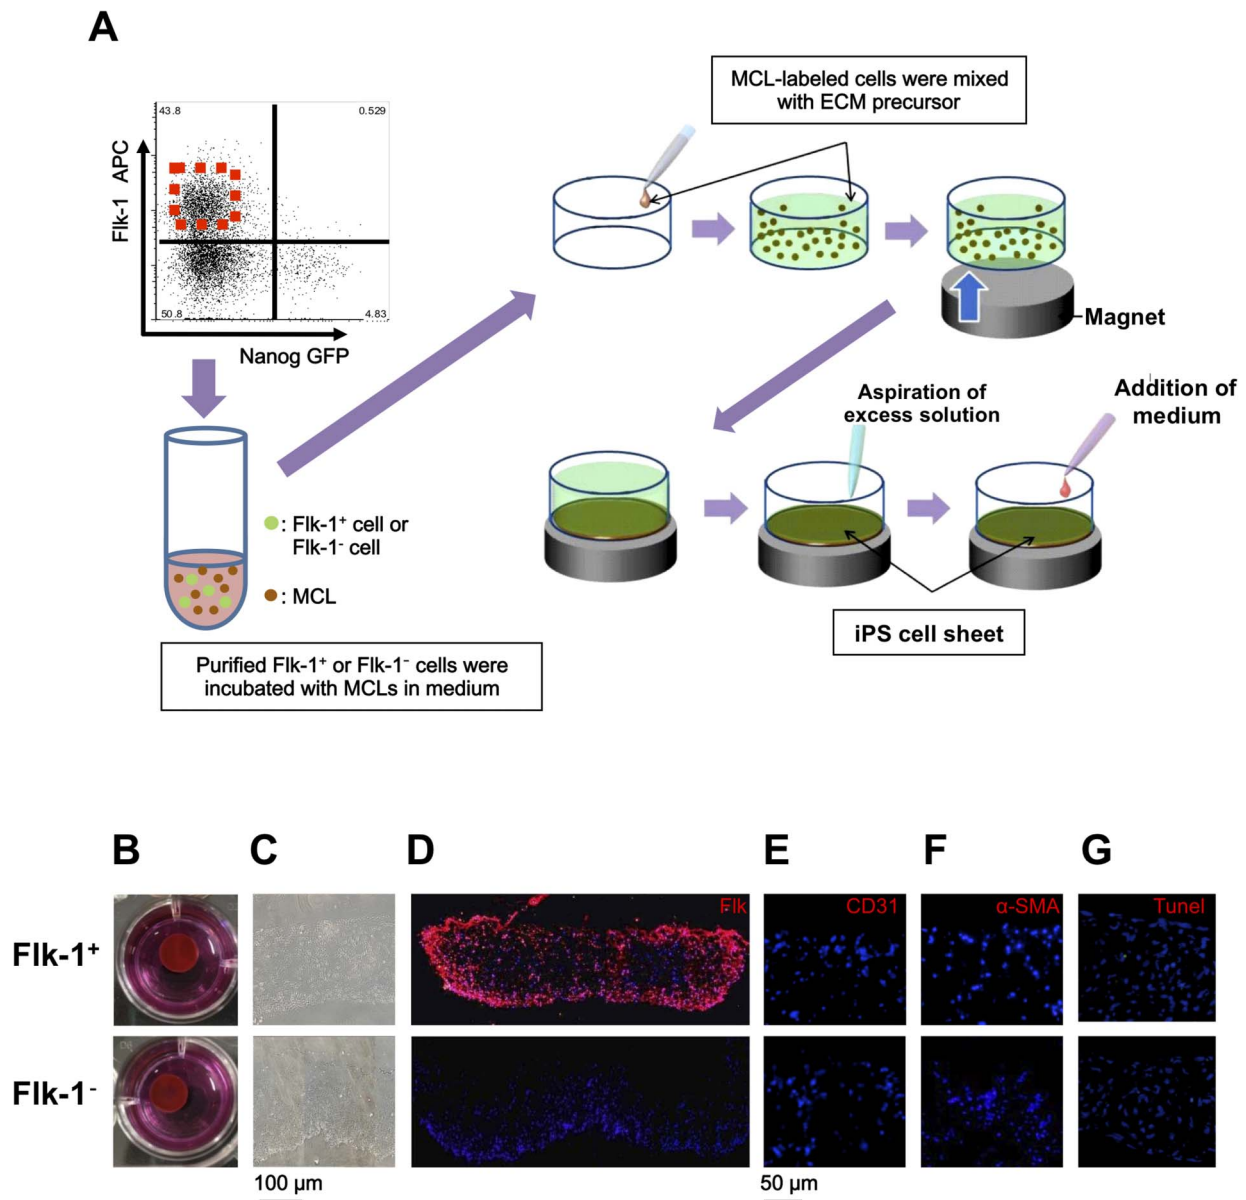 A
43.8
0.529
Flk-1 APC
50.8
4.83
Nanog GFP
MCL-labeled cells were mixed
with ECM precursor
Magnet
Aspiration of
excess solution
Addition of
medium
: Flk-1⁺ cell or
Flk-1⁻ cell
: MCL
iPS cell sheet
Purified Flk-1⁺ or Flk-1⁻ cells were
incubated with MCLs in medium
B
C
D
E
F
G
Flk-1⁺
Flk
CD31
α-SMA
Tunel
Flk-1⁻
100 µm
50 µm